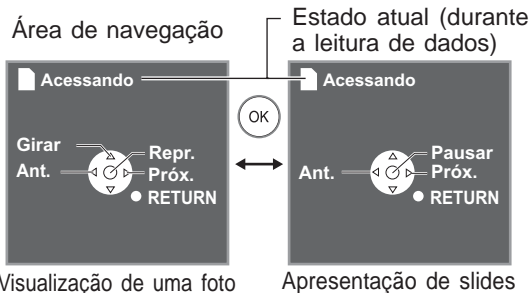 Área de navegação
Estado atual (durante
a leitura de dados)
Acessando
Girar
Ant.
Repr.
Próx.
RETURN
OK
Acessando
Ant.
Pausar
Próx.
RETURN
Visualização de uma foto
Apresentação de slides